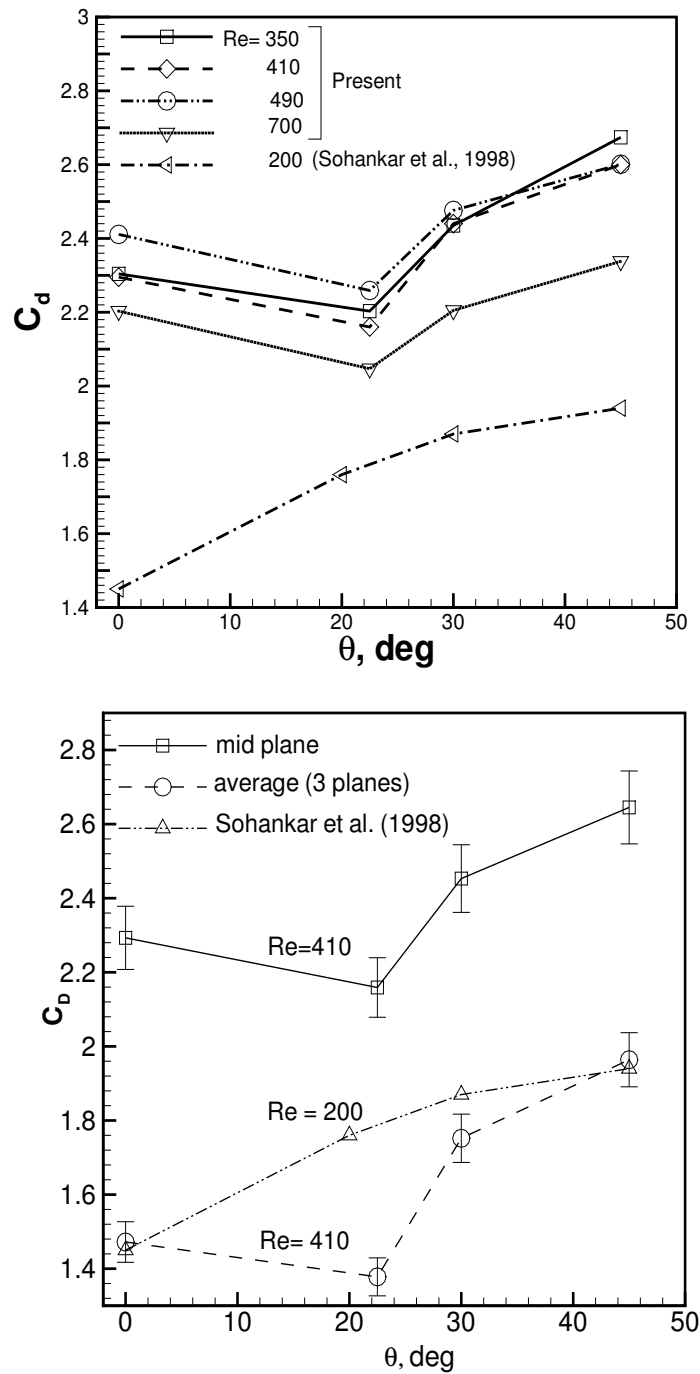 3
2.8
2.6
2.4
2.2
2
1.8
1.6
1.4
C_d
Re= 350
410
490
700
Present
200 (Sohankar et al., 1998)
0 10 20 30 40 50
θ, deg
2.8
2.6
2.4
2.2
2
1.8
1.6
1.4
C_D
mid plane
average (3 planes)
Sohankar et al. (1998)
Re=410
Re = 200
Re= 410
0 10 20 30 40 50
θ, deg